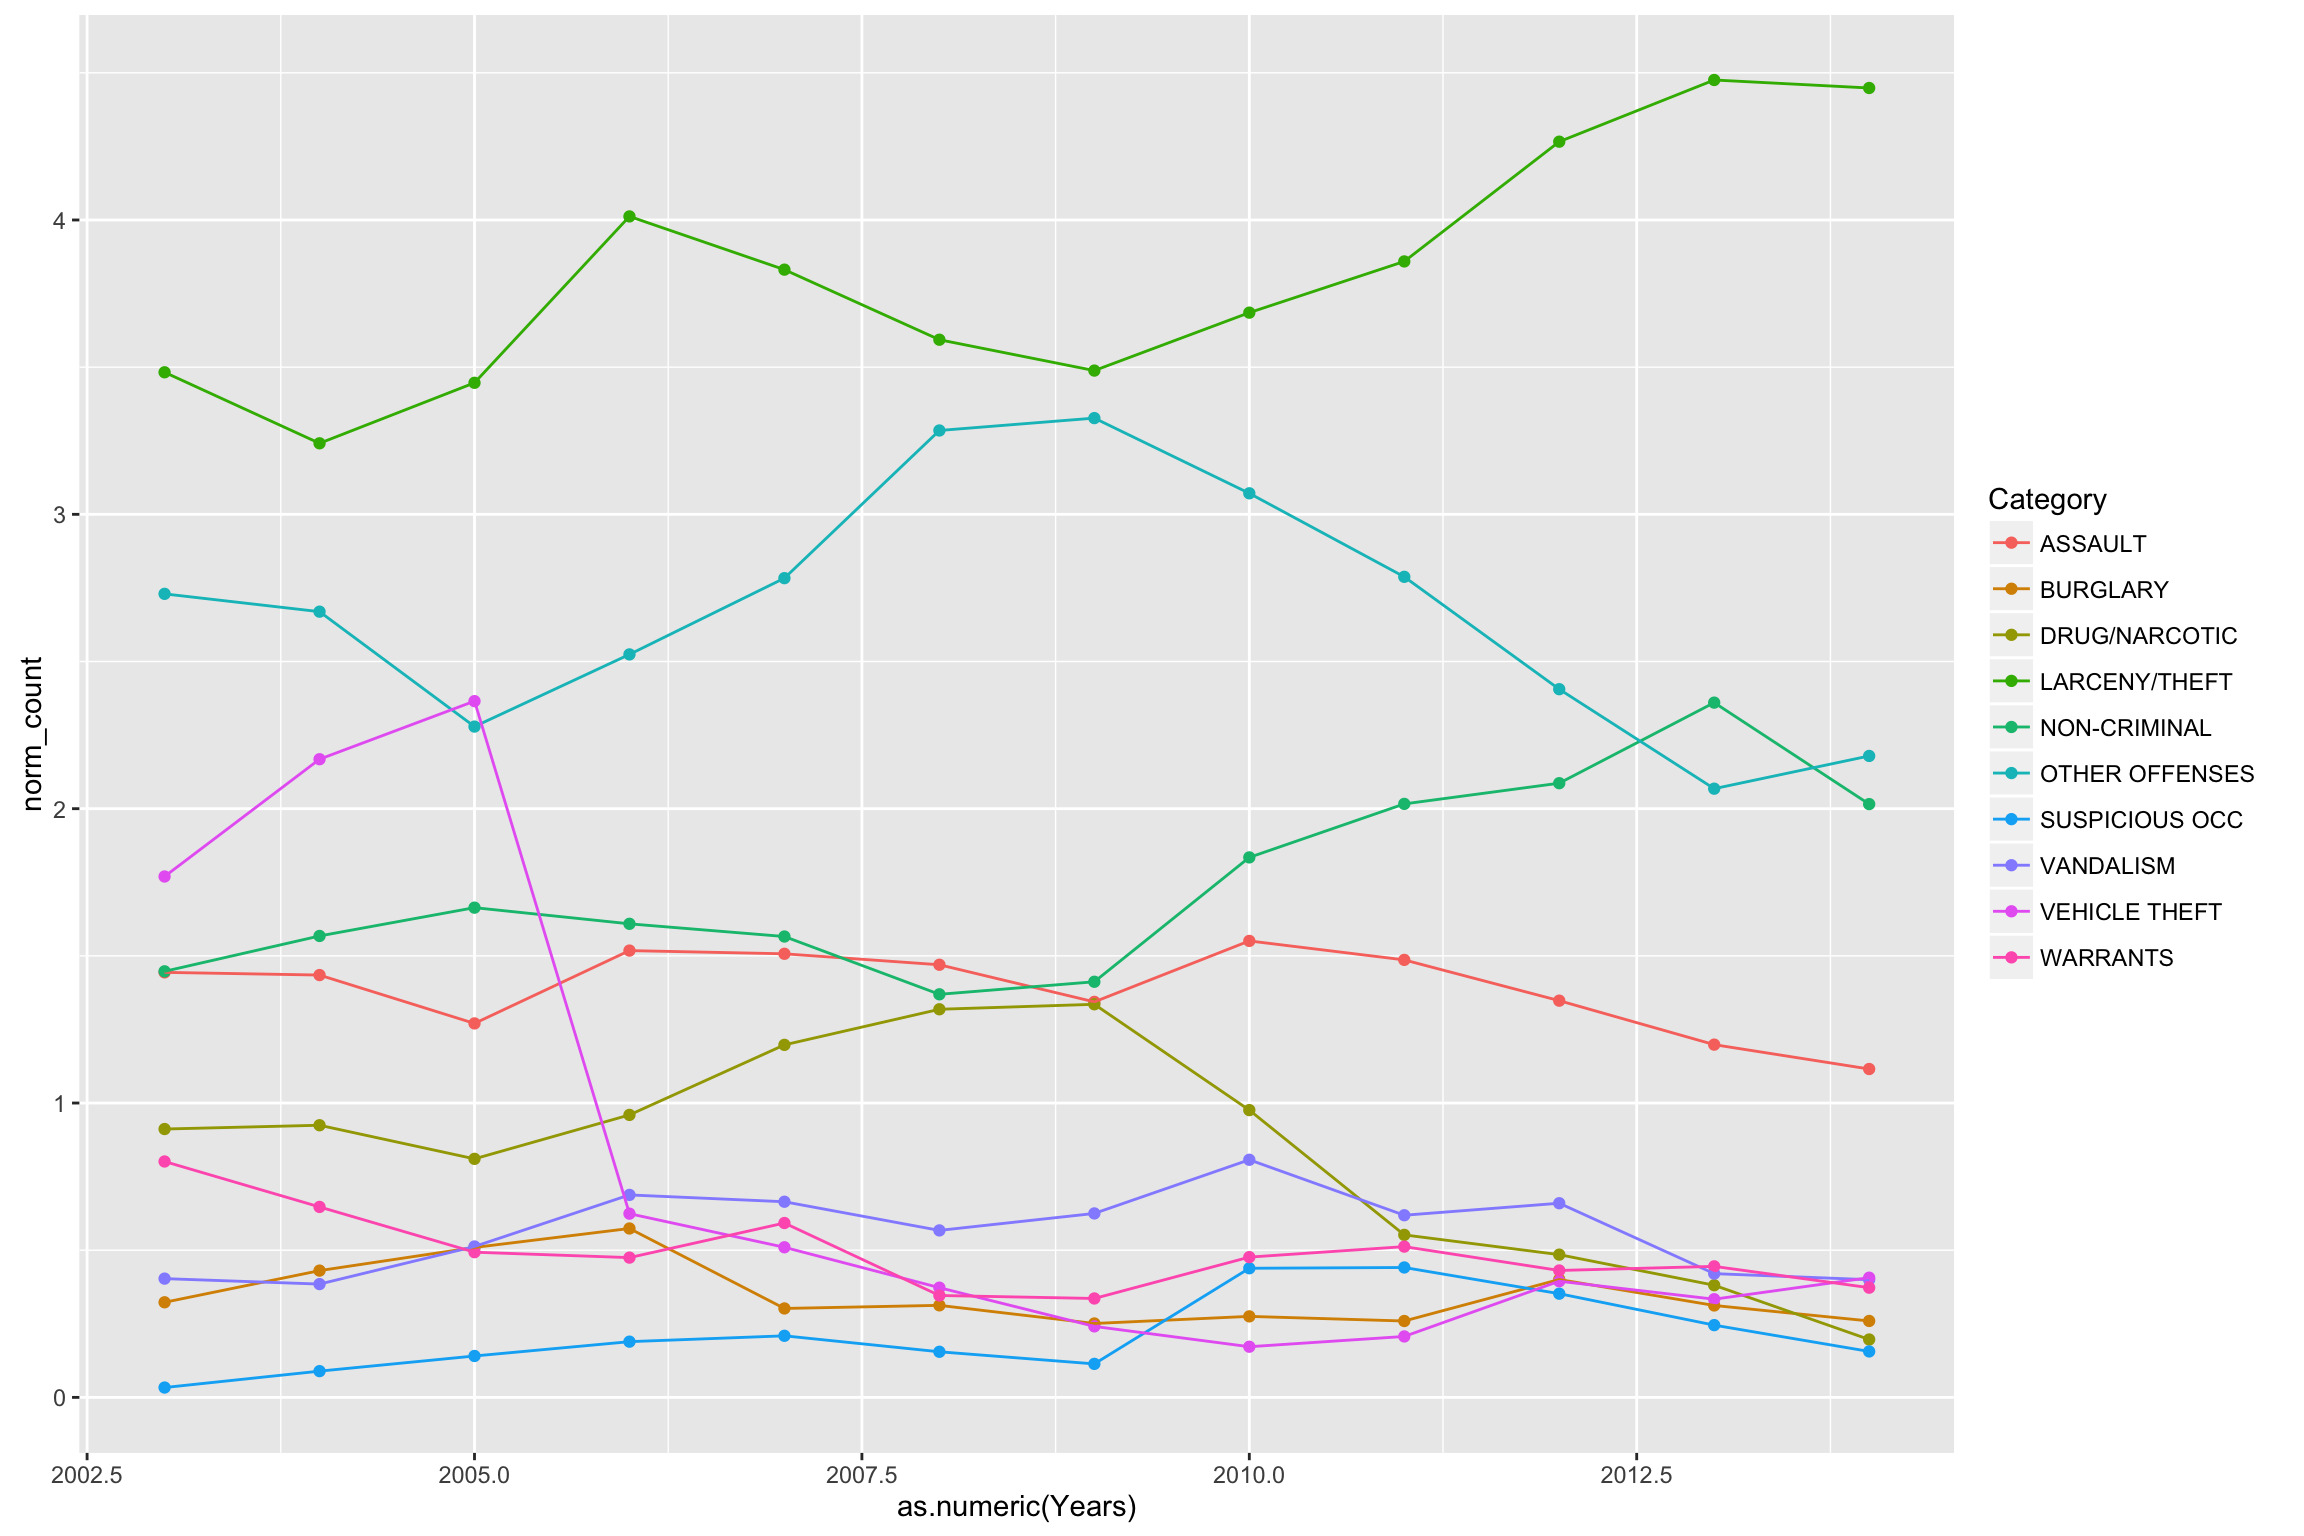 norm_count
4
3
2
1
0
2002.5 2005.0 2007.5 2010.0 2012.5
as.numeric(Years)
Category
ASSAULT
BURGLARY
DRUG/NARCOTIC
LARCENY/THEFT
NON-CRIMINAL
OTHER OFFENSES
SUSPICIOUS OCC
VANDALISM
VEHICLE THEFT
WARRANTS